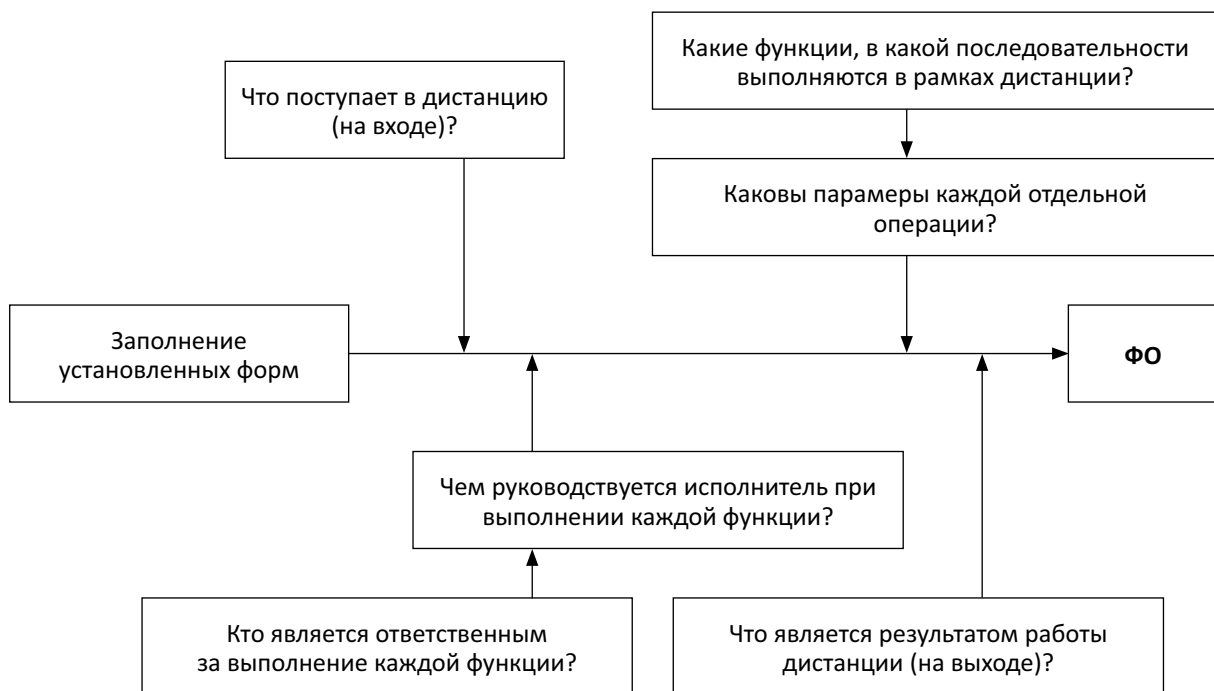 Какие функции, в какой последовательности
выполняются в рамках дистанции?
Что поступает в дистанцию
(на входе)?
Каковы парамеры каждой отдельной
операции?
Заполнение
установленных форм
ФО
Чем руководствуется исполнитель при
выполнении каждой функции?
Кто является ответственным
за выполнение каждой функции?
Что является результатом работы
дистанции (на выходе)?